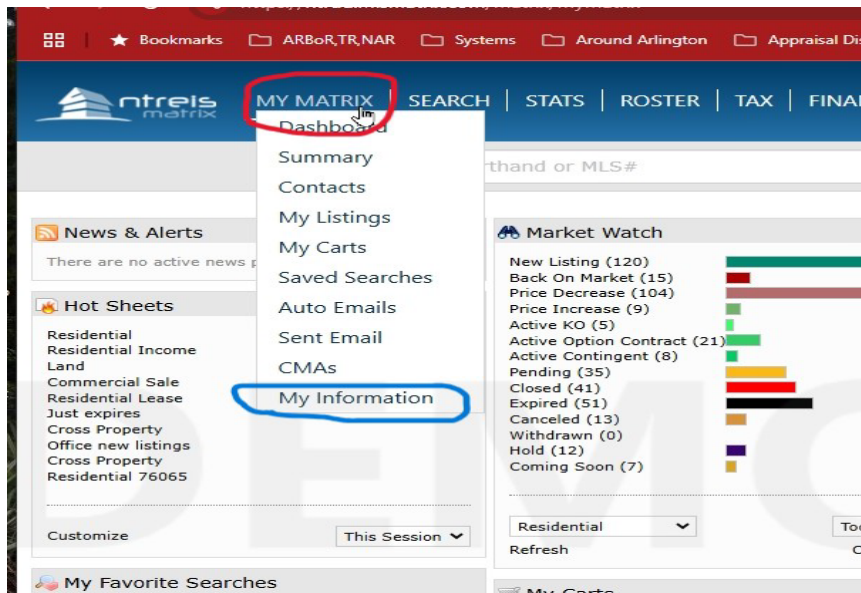 Bookmarks ARBoR,TR,NAR Systems Around Arlington Appraisal Dis
ntreis
matrix
MY MATRIX | SEARCH | STATS | ROSTER | TAX | FINA
Dashboard
Summary
Contacts
My Listings
My Carts
Saved Searches
Auto Emails
Sent Email
CMAs
My Information
thand or MLS#
News & Alerts
There are no active news
Hot Sheets
Residential
Residential Income
Land
Commercial Sale
Residential Lease
Just expires
Cross Property
Office new listings
Cross Property
Residential 76065
Customize This Session
My Favorite Searches
Market Watch
New Listing (120)
Back On Market (15)
Price Decrease (104)
Price Increase (9)
Active KO (5)
Active Option Contract (21)
Active Contingent (8)
Pending (35)
Closed (41)
Expired (51)
Canceled (13)
Withdrawn (0)
Hold (12)
Coming Soon (7)
Residential To
Refresh
My Carts
DEMO